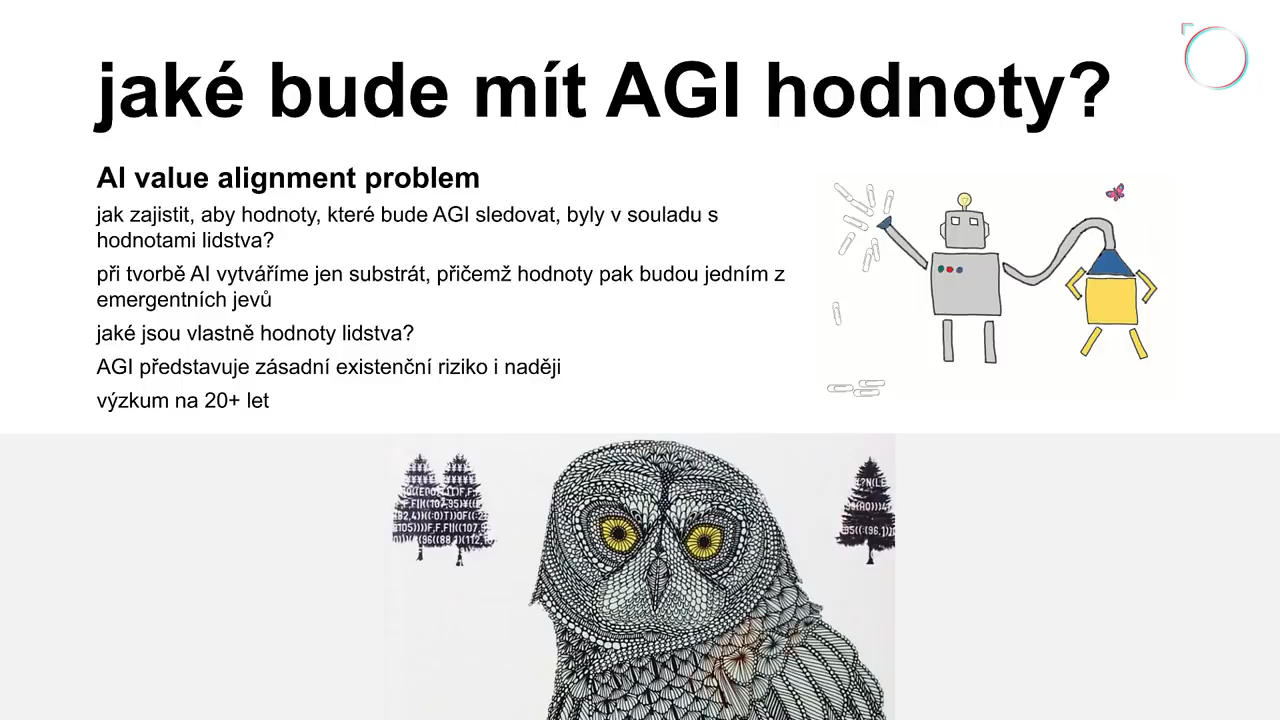 jaké bude mít AGI hodnoty?
AI value alignment problem
jak zajistit, aby hodnoty, které bude AGI sledovat, byly v souladu s
hodnotami lidstva?
při tvorbě AI vytváříme jen substrát, přičemž hodnoty pak budou jedním z
emergentních jevů
jaké jsou vlastně hodnoty lidstva?
AGI představuje zásadní existenční riziko i naději
výzkum na 20+ let